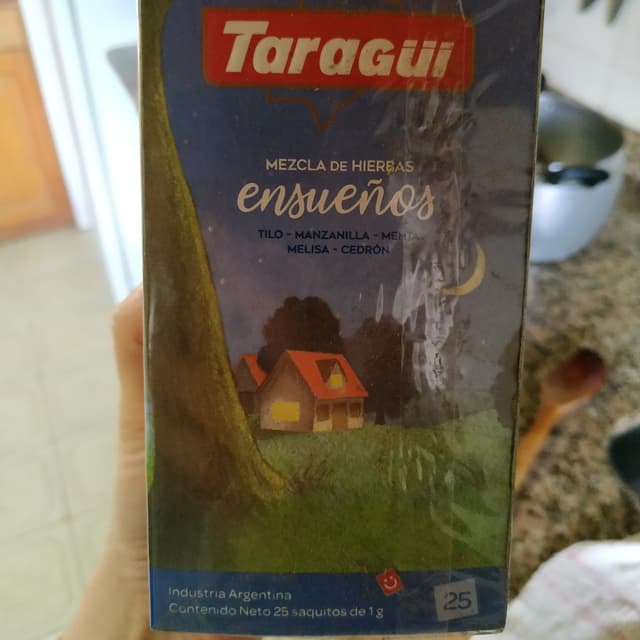 Taragüi
MEZCLA DE HIERBAS
ensueños
TILO - MANZANILLA - MENTA
MELISA - CEDRÓN
Industria Argentina
Contenido Neto 25 saquitos de 1 g
25